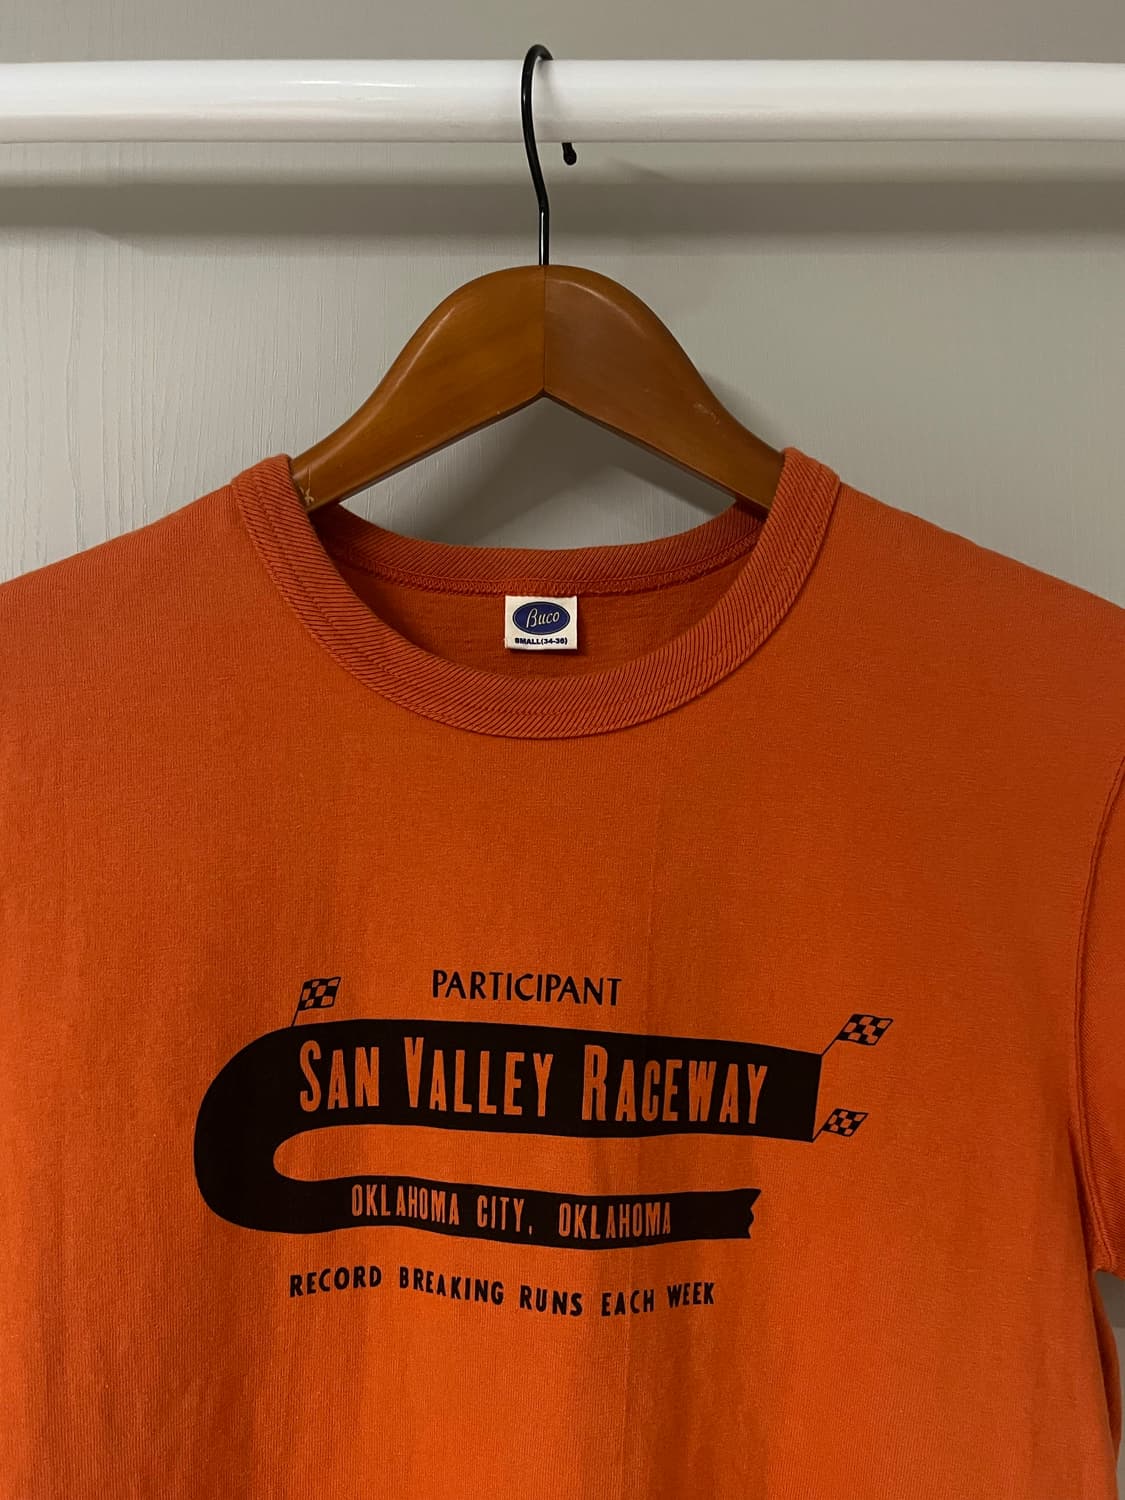 Buco
SMALL(34-36)
PARTICIPANT
SAN VALLEY RACEWAY
OKLAHOMA CITY, OKLAHOMA
RECORD BREAKING RUNS EACH WEEK